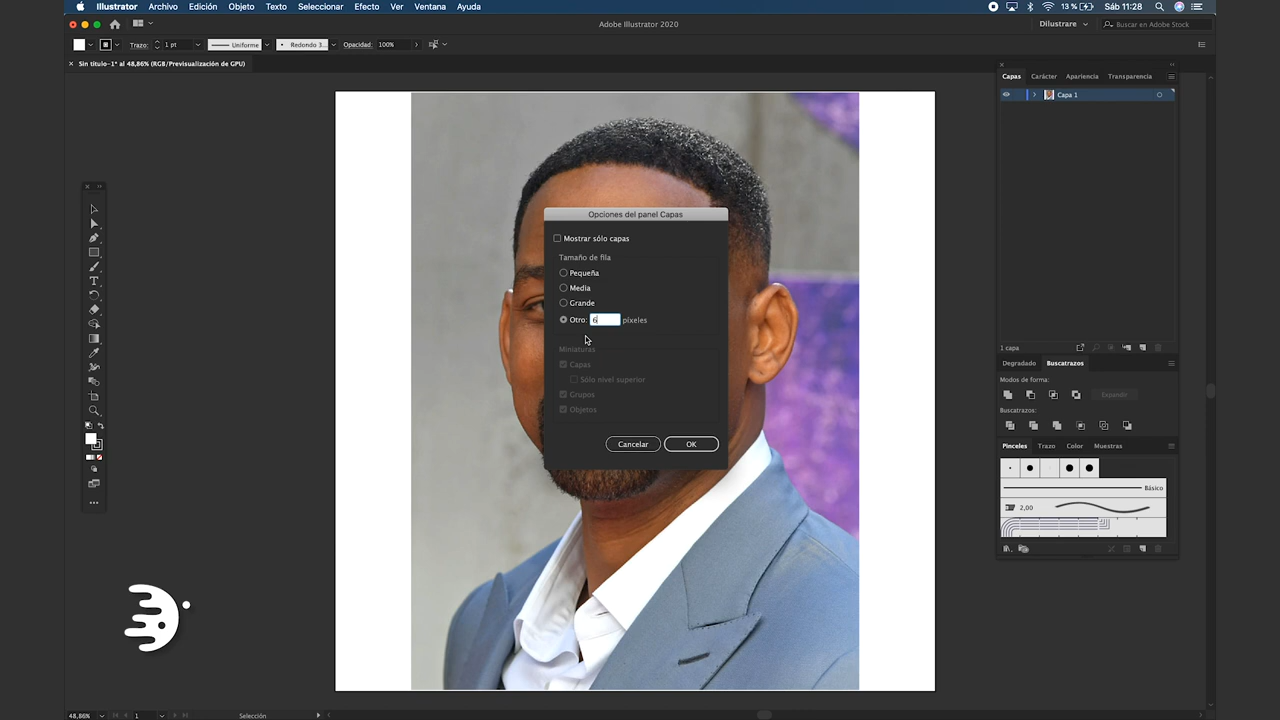 Illustrator Archivo Edición Objeto Texto Seleccionar Efecto Ver Ventana Ayuda
13 % Sáb 11:28
Adobe Illustrator 2020
Dilustrare
Buscar en Adobe Stock
Trazo: 1 pt Uniforme Redondo 3... Opacidad: 100%
Sin título-1* al 48,86% (RGB/Previsualización de GPU)
Capas Carácter Apariencia Transparencia
Capa 1
Opciones del panel Capas
Mostrar sólo capas
Tamaño de fila
Pequeña
Media
Grande
Otro: 6 píxeles
Miniaturas
Capas
Sólo nivel superior
Grupos
Objetos
Cancelar OK
1 capa
Degradado Buscatrazos
Modos de forma:
Expandir
Buscatrazos:
Pinceles Trazo Color Muestras
Básico
2,00
48,86% 1 Selección